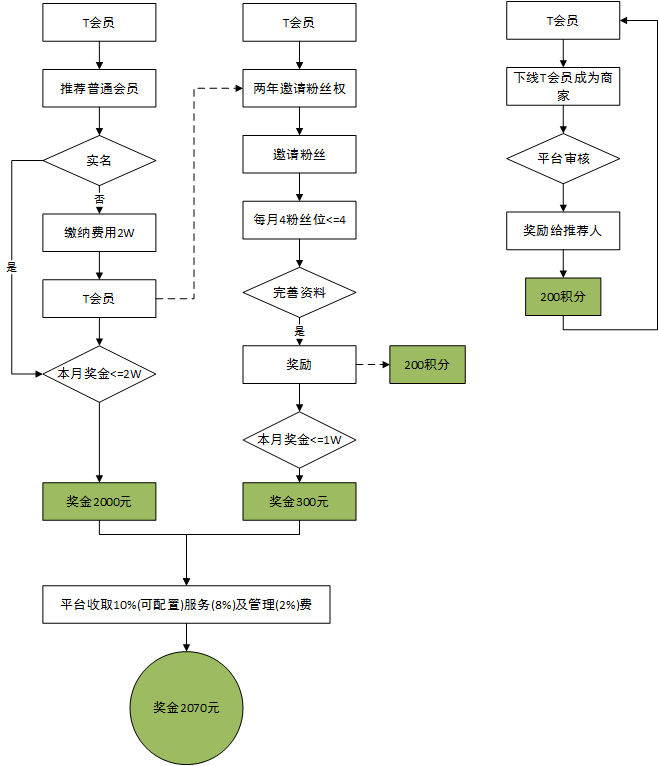 T会员
推荐普通会员
实名
否
是
缴纳费用2W
T会员
本月奖金<=2W
奖金2000元
T会员
两年邀请粉丝权
邀请粉丝
每月4粉丝位<=4
完善资料
是
奖励
200积分
本月奖金<=1W
奖金300元
平台收取10%(可配置)服务(8%)及管理(2%)费
奖金2070元
T会员
下线T会员成为商
家
平台审核
奖励给推荐人
200积分